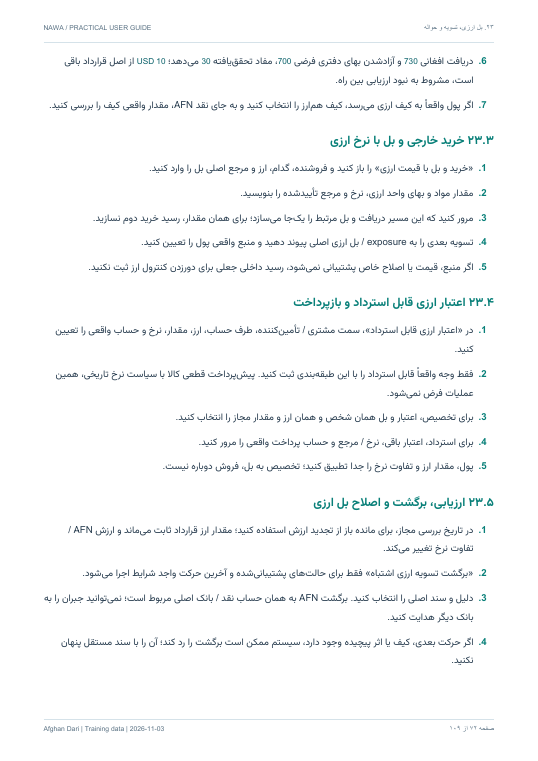 NAWA / PRACTICAL USER GUIDE
۲۳. بل ارزی، تسویه و حواله
6. دریافت افغانی 730 و آزادشدن بهای دفتری فرضی 700، مفاد تحقق‌یافته 30 می‌دهد؛ USD 10 از اصل قرارداد باقی
است، مشروط به نبود ارزیابی بین راه.
7. اگر پول واقعاً به کیف ارزی می‌رسد، کیف هم‌ارز را انتخاب کنید و به جای نقد AFN، مقدار واقعی کیف را بررسی کنید.
۲۳.۳ خرید خارجی و بل با نرخ ارزی
1. «خرید و بل با قیمت ارزی» را باز کنید و فروشنده، گدام، ارز و مرجع اصلی بل را وارد کنید.
2. مقدار مواد و بهای واحد ارزی، نرخ و مرجع تأییدشده را بنویسید.
3. مرور کنید که این مسیر دریافت و بل مرتبط را یک‌جا می‌سازد؛ برای همان مقدار، رسید خرید دوم نسازید.
4. تسویه بعدی را به exposure / بل ارزی اصلی پیوند دهید و منبع واقعی پول را تعیین کنید.
5. اگر منبع، قیمت یا اصلاح خاص پشتیبانی نمی‌شود، رسید داخلی جعلی برای دورزدن کنترول ارز ثبت نکنید.
۲۳.۴ اعتبار ارزی قابل استرداد و بازپرداخت
1. در «اعتبار ارزی قابل استرداد»، سمت مشتری / تأمین‌کننده، طرف حساب، ارز، مقدار، نرخ و حساب واقعی را تعیین
کنید.
2. فقط وجه واقعاً قابل استرداد را با این طبقه‌بندی ثبت کنید. پیش‌پرداخت قطعی کالا با سیاست نرخ تاریخی، همین
عملیات فرض نمی‌شود.
3. برای تخصیص، اعتبار و بل همان شخص و همان ارز و مقدار مجاز را انتخاب کنید.
4. برای استرداد، اعتبار باقی، نرخ / مرجع و حساب پرداخت واقعی را مرور کنید.
5. پول، مقدار ارز و تفاوت نرخ را جدا تطبیق کنید؛ تخصیص به بل، فروش دوباره نیست.
۲۳.۵ ارزیابی، برگشت و اصلاح بل ارزی
1. در تاریخ بررسی مجاز، برای مانده باز از تجدید ارزش استفاده کنید؛ مقدار ارز قرارداد ثابت می‌ماند و ارزش AFN /
تفاوت نرخ تغییر می‌کند.
2. «برگشت تسویه ارزی اشتباه» فقط برای حالت‌های پشتیبانی‌شده و آخرین حرکت واجد شرایط اجرا می‌شود.
3. دلیل و سند اصلی را انتخاب کنید. برگشت AFN به همان حساب نقد / بانک اصلی مربوط است؛ نمی‌توانید جبران را به
بانک دیگر هدایت کنید.
4. اگر حرکت بعدی، کیف یا اثر پیچیده وجود دارد، سیستم ممکن است برگشت را رد کند؛ آن را با سند مستقل پنهان
نکنید.
Afghan Dari | Training data | 2026-11-03
صفحه ۷۴ از ۱۰۹